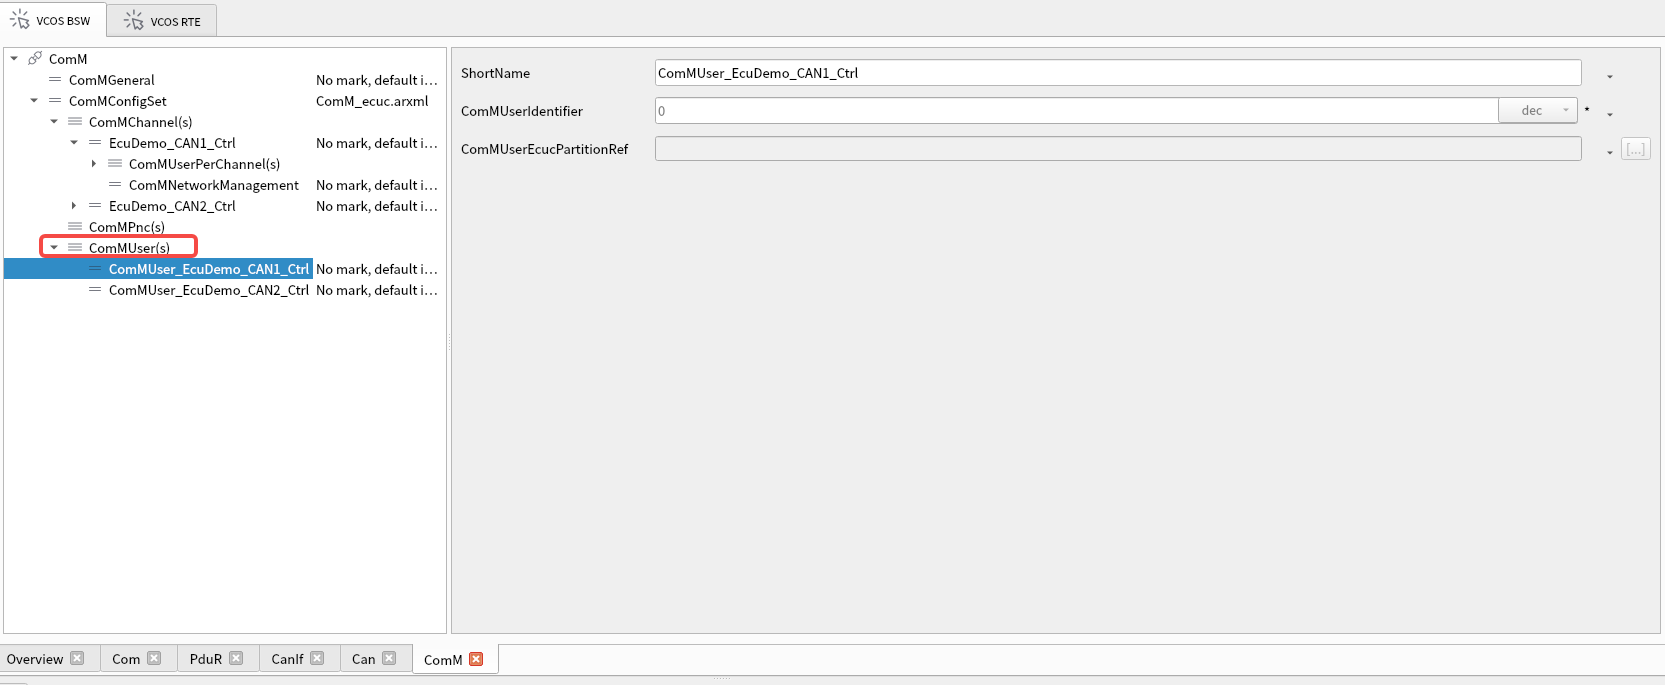 VCOS BSW VCOS RTE
ComM
ComMGeneral No mark, default i...
ComMConfigSet ComM_ecuc.arxml
ComMChannel(s)
EcuDemo_CAN1_Ctrl No mark, default i...
ComMUserPerChannel(s)
ComMNetworkManagement No mark, default i...
EcuDemo_CAN2_Ctrl No mark, default i...
ComMPnc(s)
ComMUser(s)
ComMUser_EcuDemo_CAN1_Ctrl No mark, default i...
ComMUser_EcuDemo_CAN2_Ctrl No mark, default i...
ShortName ComMUser_EcuDemo_CAN1_Ctrl
ComMUserIdentifier 0 dec *
ComMUserEcucPartitionRef [...]
Overview Com PduR CanIf Can ComM